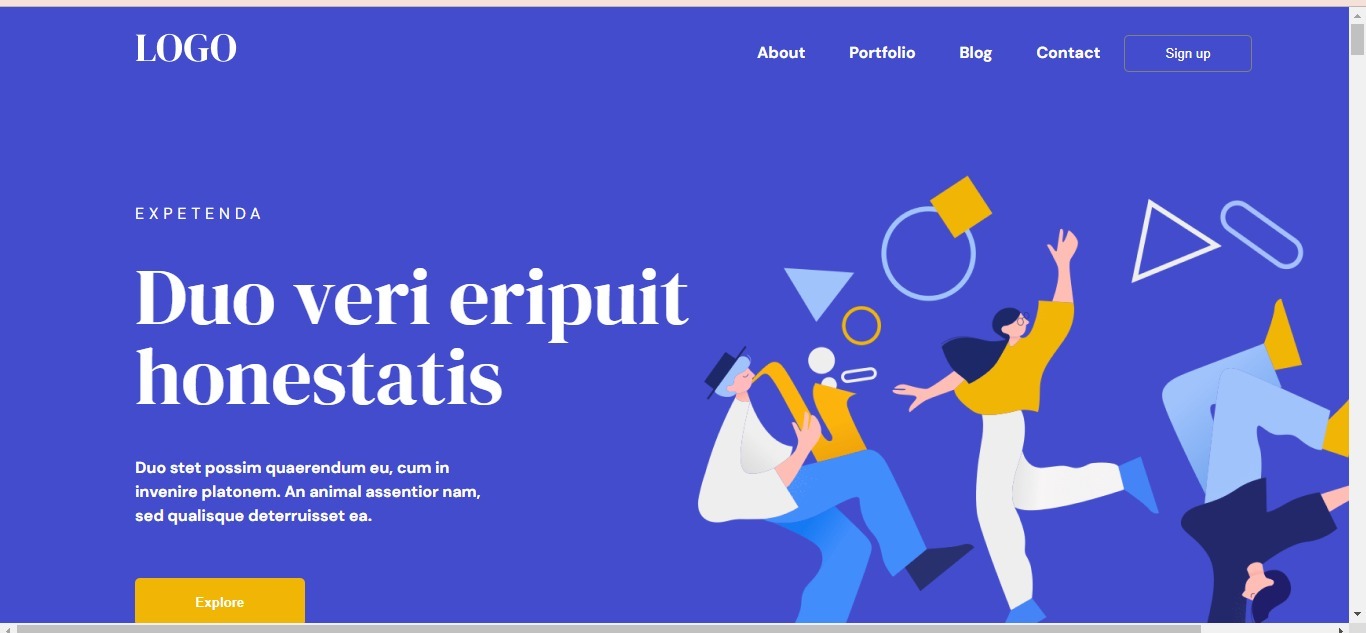 LOGO
About
Portfolio
Blog
Contact
Sign up
EXPETENDA
Duo veri eripuit
honestatis
Duo stet possim quaerendum eu, cum in
invenire platonem. An animal assentior nam,
sed qualisque deterruisset ea.
Explore